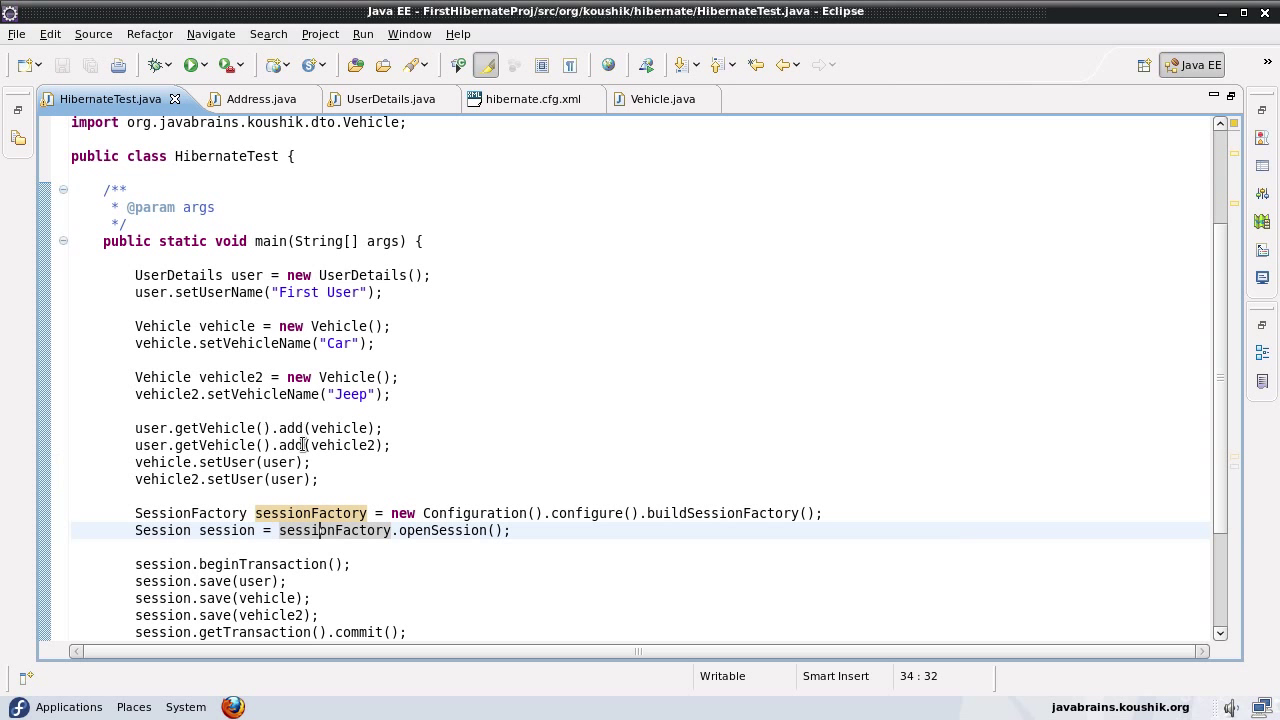 Java EE - FirstHibernateProj/src/org/koushik/hibernate/HibernateTest.java - Eclipse
File Edit Source Refactor Navigate Search Project Run Window Help
Java EE
HibernateTest.java Address.java UserDetails.java hibernate.cfg.xml Vehicle.java
import org.javabrains.koushik.dto.Vehicle;
public class HibernateTest {
/**
* @param args
*/
public static void main(String[] args) {
UserDetails user = new UserDetails();
user.setUserName("First User");
Vehicle vehicle = new Vehicle();
vehicle.setVehicleName("Car");
Vehicle vehicle2 = new Vehicle();
vehicle2.setVehicleName("Jeep");
user.getVehicle().add(vehicle);
user.getVehicle().add(vehicle2);
vehicle.setUser(user);
vehicle2.setUser(user);
SessionFactory sessionFactory = new Configuration().configure().buildSessionFactory();
Session session = sessionFactory.openSession();
session.beginTransaction();
session.save(user);
session.save(vehicle);
session.save(vehicle2);
session.getTransaction().commit();
Writable Smart Insert 34 : 32
Applications Places System javabrains.koushik.org